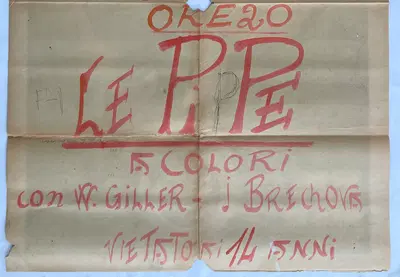 ORE 20
LE PiPPE
A COLORI
con W. GILLER - J BRECHOVA
VIETATO Ai 14 ANNi